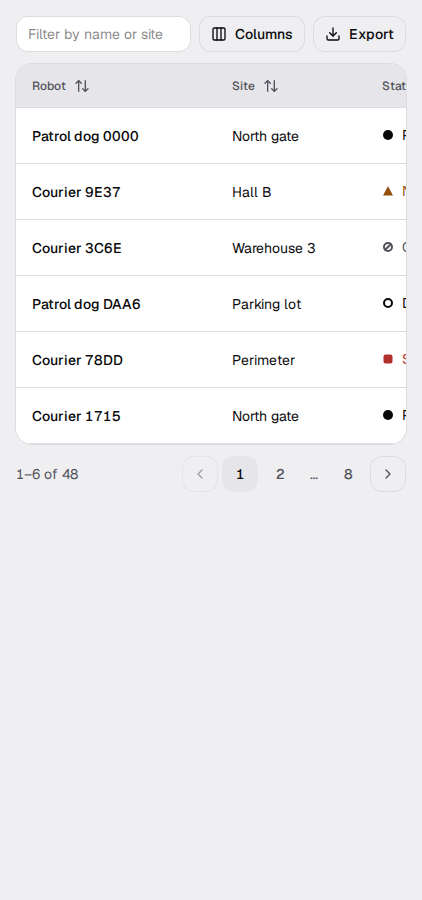 Filter by name or site
Columns
Export
Robot Site
Patrol dog 0000 North gate
Courier 9E37 Hall B
Courier 3C6E Warehouse 3
Patrol dog DAA6 Parking lot
Courier 78DD Perimeter
Courier 1715 North gate
1–6 of 48 1 2 … 8